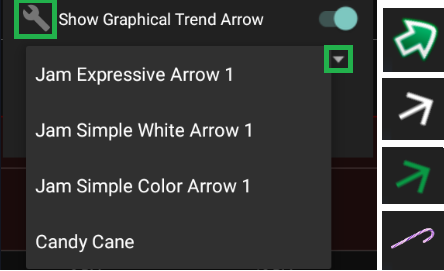 Show Graphical Trend Arrow
Jam Expressive Arrow 1
Jam Simple White Arrow 1
Jam Simple Color Arrow 1
Candy Cane